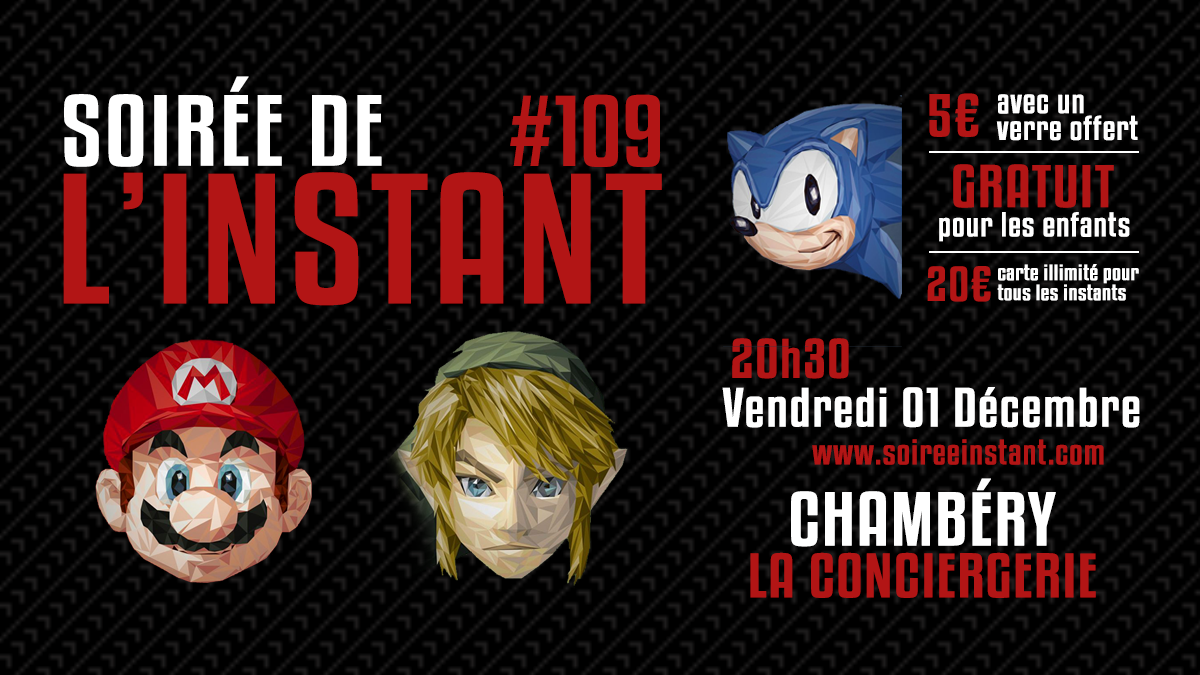 SOIRÉE DE #109
L'INSTANT
5€ avec un
verre offert
GRATUIT
pour les enfants
20€ carte illimité pour
tous les instants
M
20h30
Vendredi 01 Décembre
www.soireeinstant.com
CHAMBÉRY
LA CONCIERGERIE